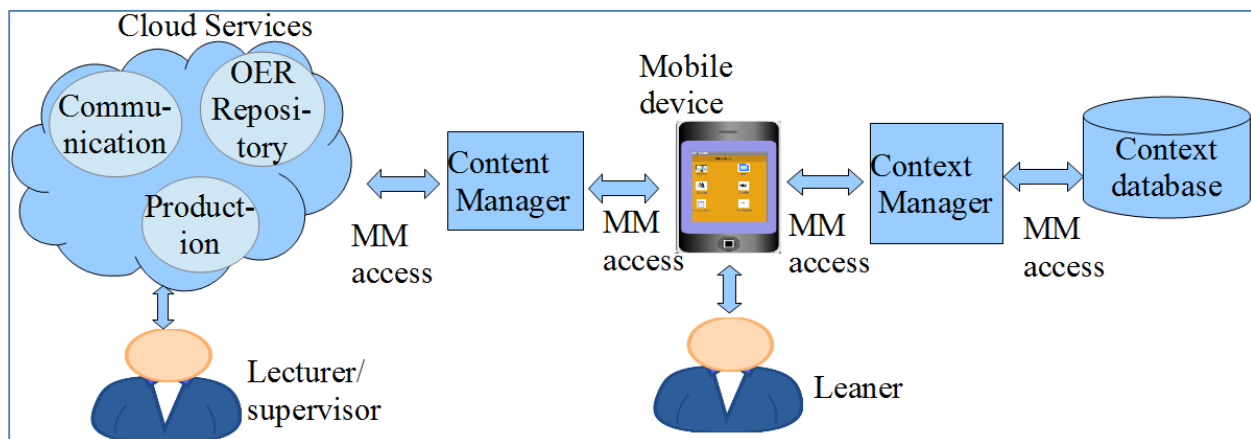 Cloud Services
Commu-
nication
OER
Reposi-
tory
Product-
ion
MM
access
Content
Manager
MM
access
Mobile
device
MM
access
Context
Manager
MM
access
Context
database
Lecturer/
supervisor
Leaner